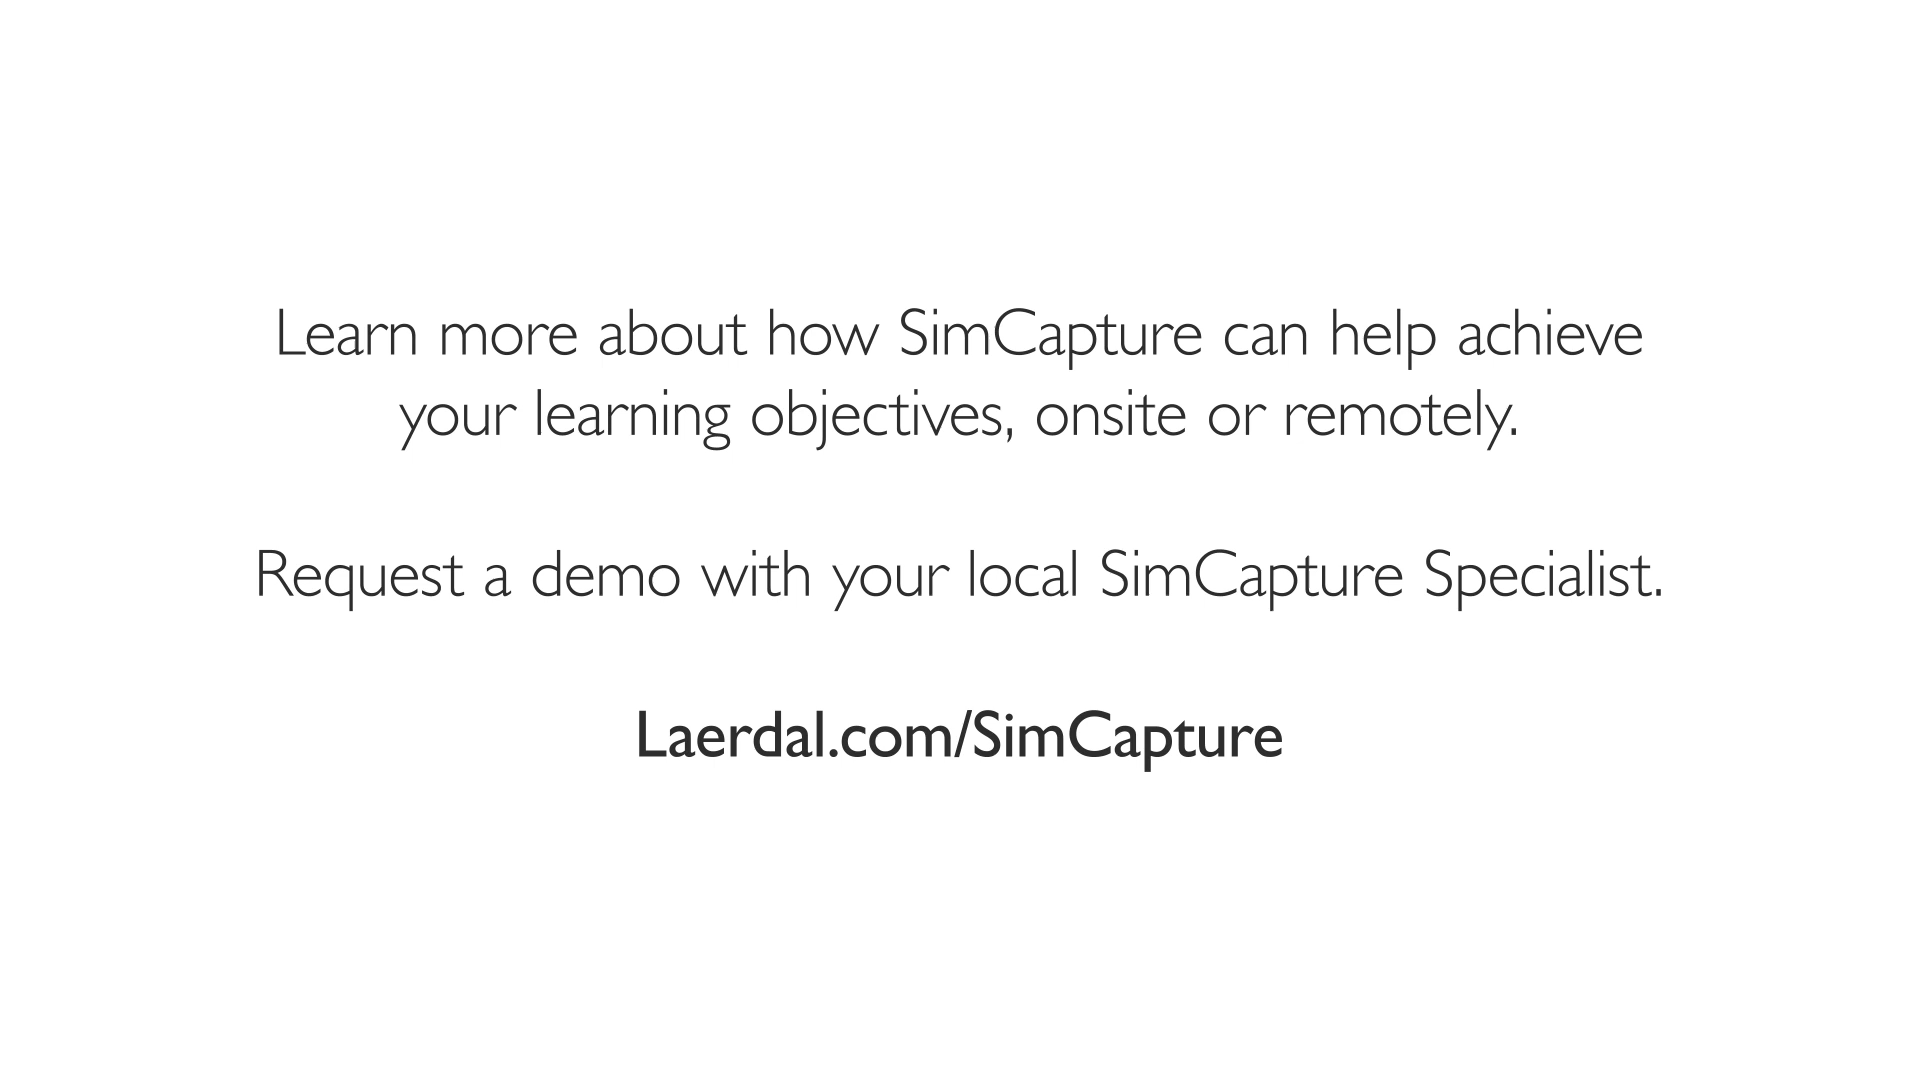 Learn more about how SimCapture can help achieve
your learning objectives, onsite or remotely.
Request a demo with your local SimCapture Specialist.
Laerdal.com/SimCapture